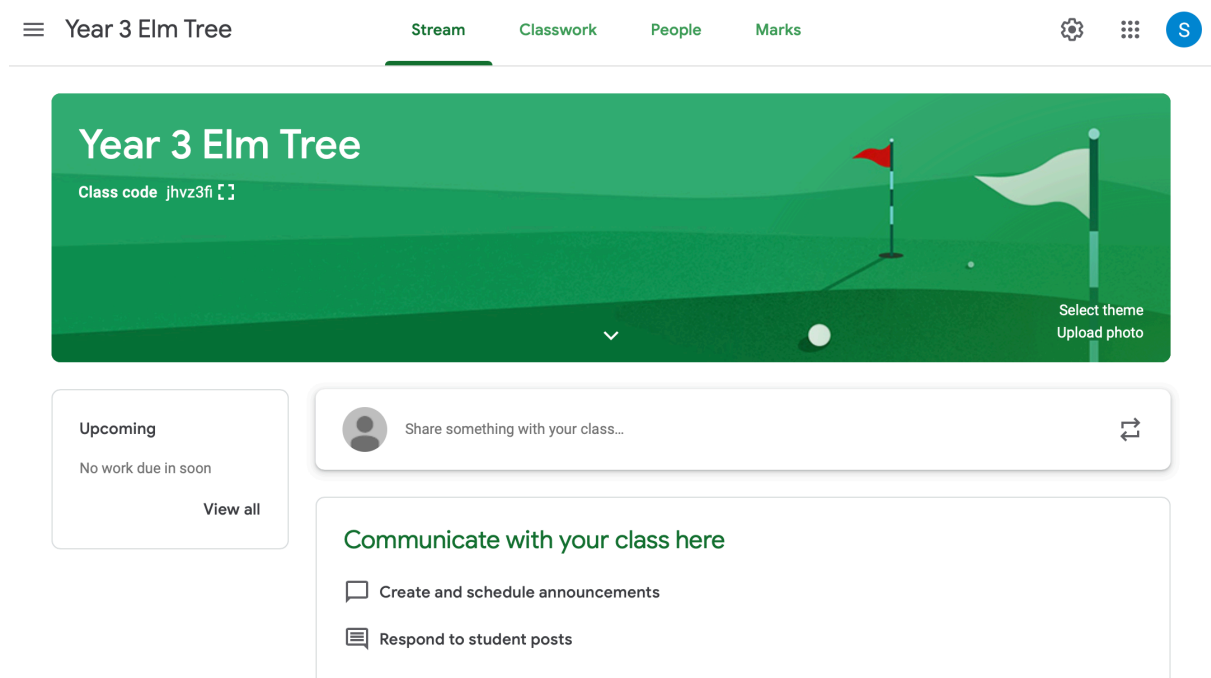 Year 3 Elm Tree
Stream Classwork People Marks
S
Year 3 Elm Tree
Class code jhvz3fi
Select theme
Upload photo
Upcoming
No work due in soon
View all
Share something with your class...
Communicate with your class here
Create and schedule announcements
Respond to student posts